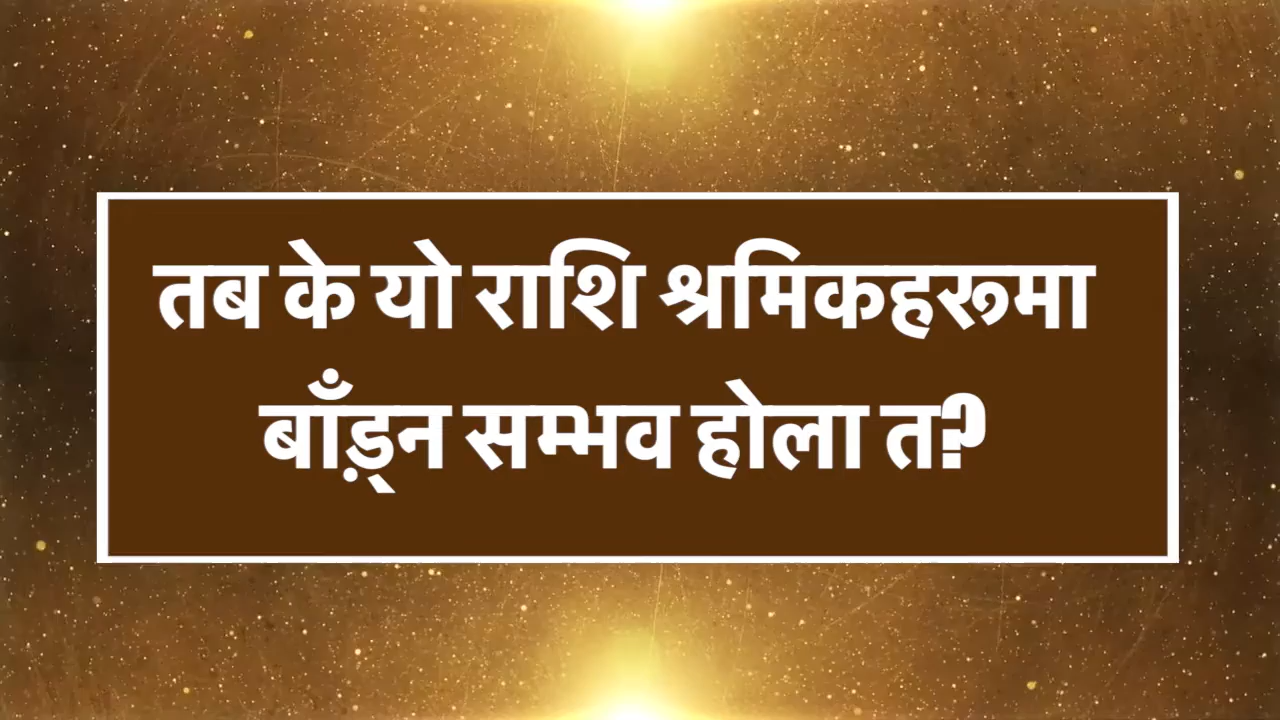 तब के यो राशि श्रमिकहरूमा
बाँड़्न सम्भव होला त?